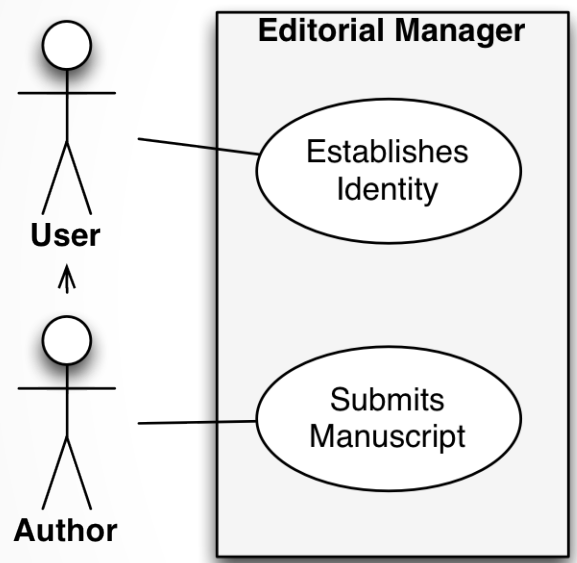 Editorial Manager
Establishes
Identity
User
Submits
Manuscript
Author